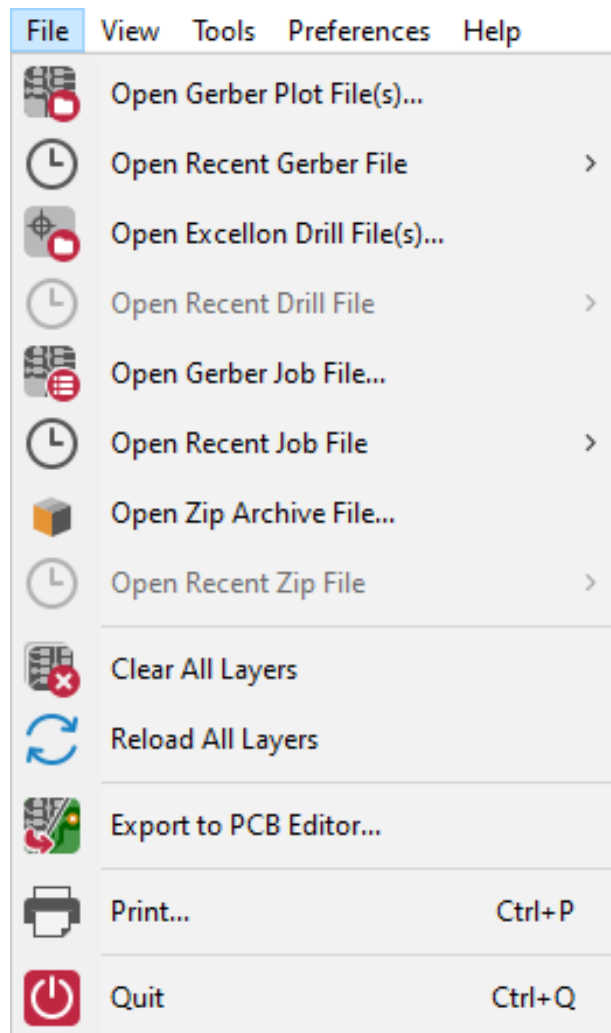 File View Tools Preferences Help
Open Gerber Plot File(s)...
Open Recent Gerber File >
Open Excellon Drill File(s)...
Open Recent Drill File >
Open Gerber Job File...
Open Recent Job File >
Open Zip Archive File...
Open Recent Zip File >
Clear All Layers
Reload All Layers
Export to PCB Editor...
Print... Ctrl+P
Quit Ctrl+Q